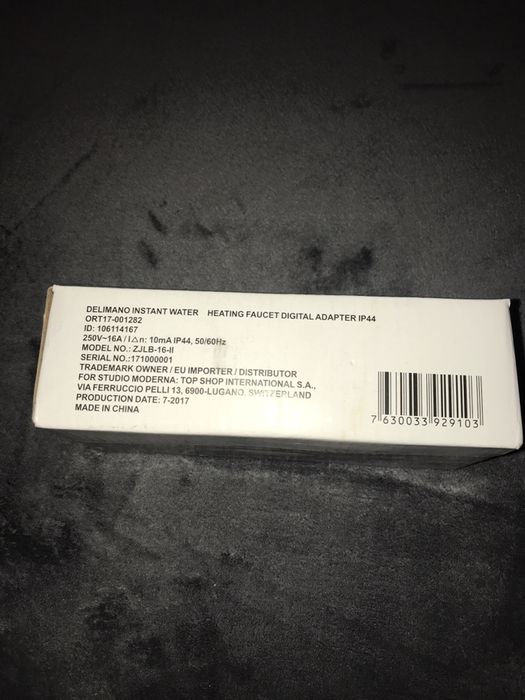 DELIMANO INSTANT WATER HEATING FAUCET DIGITAL ADAPTER IP44
ORT17-001282
ID: 106114167
250V~16A / I△n: 10mA IP44, 50/60Hz
MODEL NO.: ZJLB-16-II
SERIAL NO.:171000001
TRADEMARK OWNER / EU IMPORTER / DISTRIBUTOR
FOR STUDIO MODERNA: TOP SHOP INTERNATIONAL S.A.,
VIA FERRUCCIO PELLI 13, 6900-LUGANO, SWITZERLAND
PRODUCTION DATE: 7-2017
MADE IN CHINA
7 630033 929103